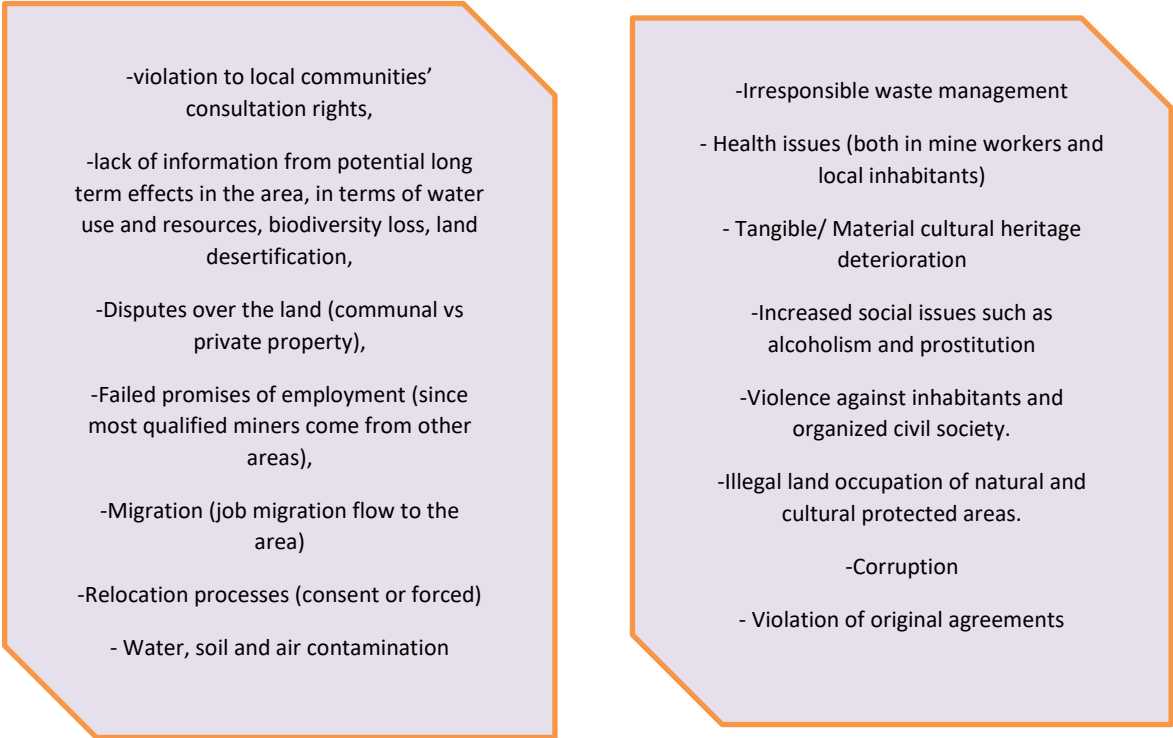 -violation to local communities’
consultation rights,
-lack of information from potential long
term effects in the area, in terms of water
use and resources, biodiversity loss, land
desertification,
-Disputes over the land (communal vs
private property),
-Failed promises of employment (since
most qualified miners come from other
areas),
-Migration (job migration flow to the
area)
-Relocation processes (consent or forced)
- Water, soil and air contamination
-Irresponsible waste management
- Health issues (both in mine workers and
local inhabitants)
- Tangible/ Material cultural heritage
deterioration
-Increased social issues such as
alcoholism and prostitution
-Violence against inhabitants and
organized civil society.
-Illegal land occupation of natural and
cultural protected areas.
-Corruption
- Violation of original agreements